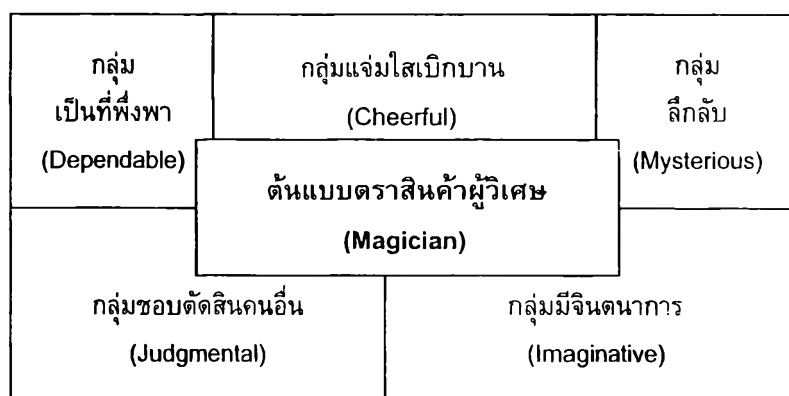 กลุ่ม
เป็นที่พึ่งพา
(Dependable)
กลุ่มแจ่มใสเบิกบาน
(Cheerful)
กลุ่ม
ลึกลับ
(Mysterious)
ต้นแบบตราสินค้าผู้วิเศษ
(Magician)
กลุ่มชอบตัดสินคนอื่น
(Judgmental)
กลุ่มมีจินตนาการ
(Imaginative)